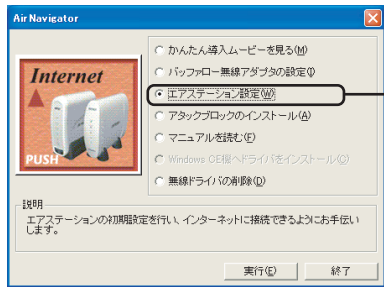 Air Navigator
かんたん導入ムービーを見る(M)
バッファロー無線アダプタの設定(I)
エアステーション設定(W)
アタックブロックのインストール(A)
マニュアルを読む(F)
Windows CE機へドライバをインストール(C)
無線ドライバの削除(D)
Internet
PUSH
説明
エアステーションの初期設定を行い、インターネットに接続できるようにお手伝い
します。
実行(E)
終了